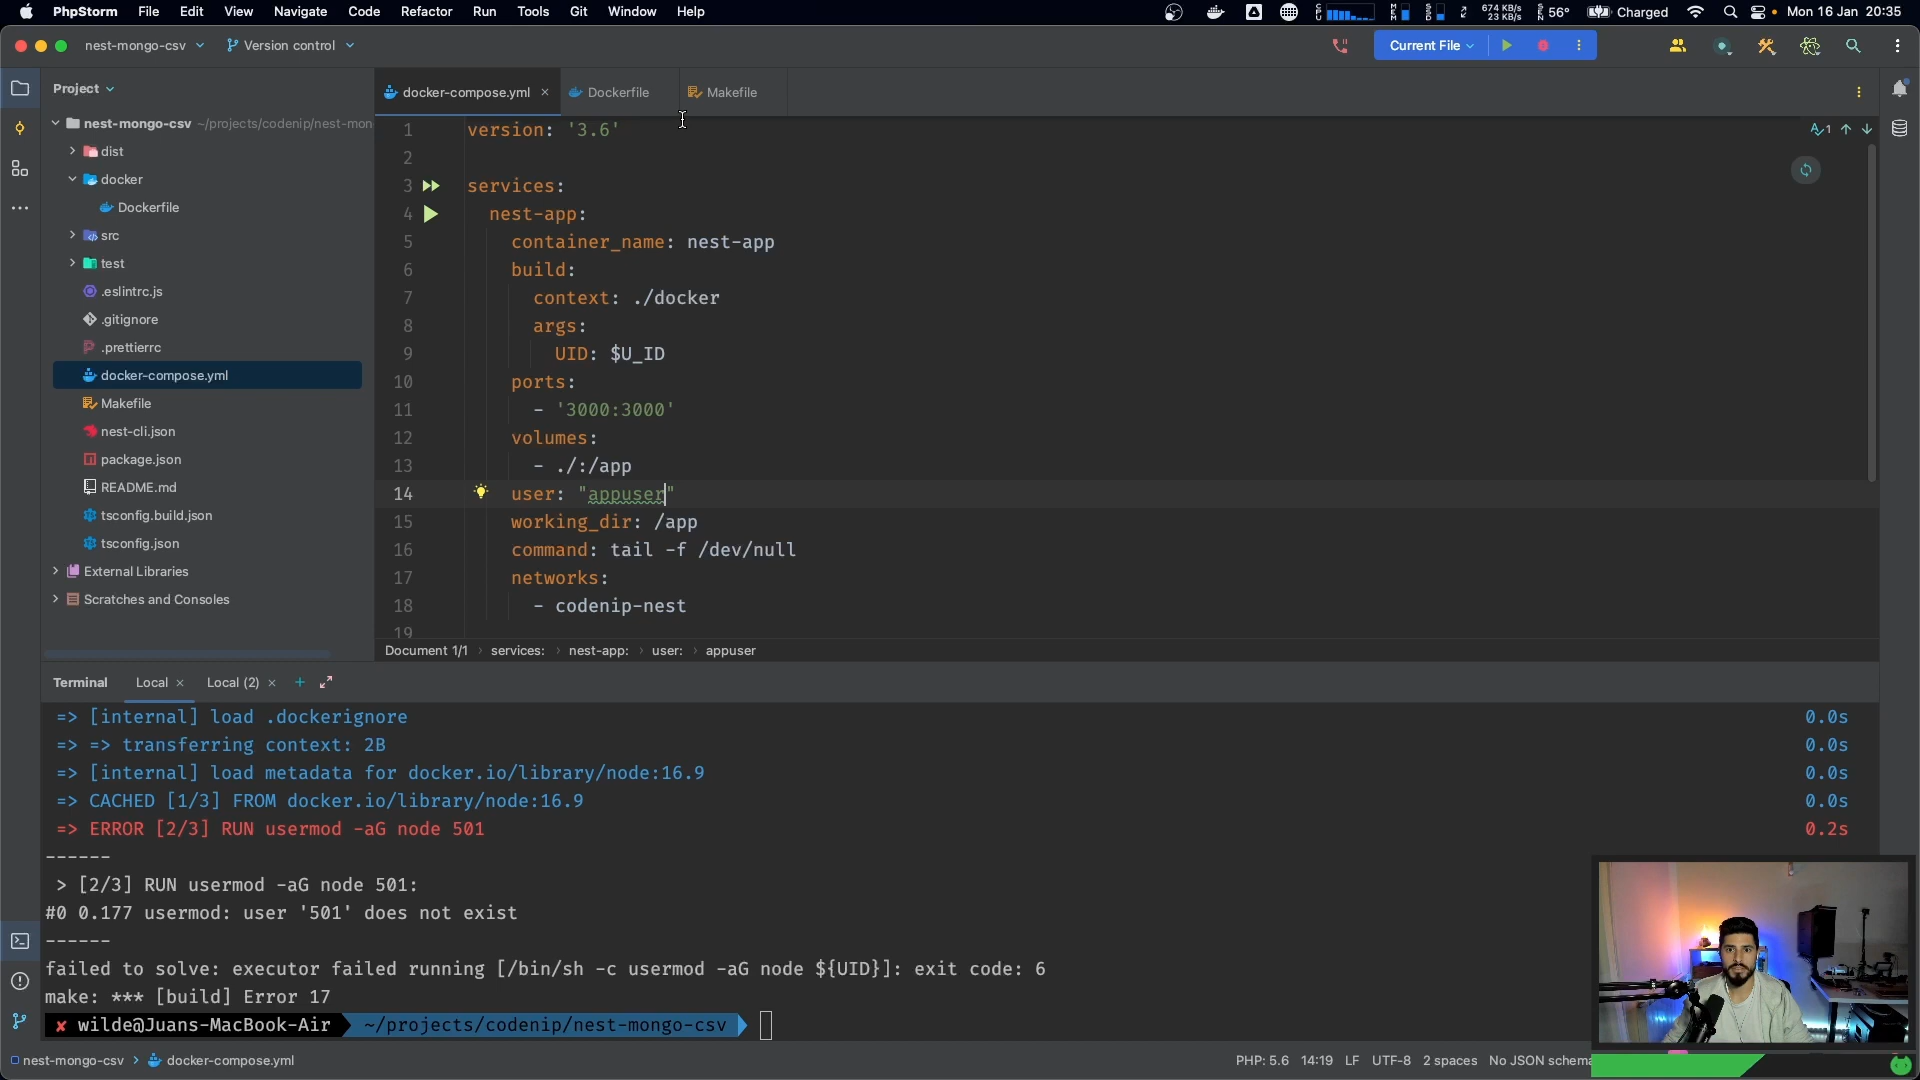 PhpStorm File Edit View Navigate Code Refactor Run Tools Git Window Help
674 KB/s
23 KB/s
56° Charged Mon 16 Jan 20:35
nest-mongo-csv Version control Current File
Project
nest-mongo-csv ~/projects/codenip/nest-mon
dist
docker
Dockerfile
src
test
.eslintrc.js
.gitignore
.prettierrc
docker-compose.yml
Makefile
nest-cli.json
package.json
README.md
tsconfig.build.json
tsconfig.json
External Libraries
Scratches and Consoles
docker-compose.yml × Dockerfile Makefile
1
1 version: '3.6'
2
3 services:
4 nest-app:
5 container_name: nest-app
6 build:
7 context: ./docker
8 args:
9 UID: $U_ID
10 ports:
11 - '3000:3000'
12 volumes:
13 - ./:/app
14 user: "appuser"
15 working_dir: /app
16 command: tail -f /dev/null
17 networks:
18 - codenip-nest
19
Document 1/1 › services: › nest-app: › user: › appuser
Terminal Local × Local (2) × +
=> [internal] load .dockerignore 0.0s
=> => transferring context: 2B 0.0s
=> [internal] load metadata for docker.io/library/node:16.9 0.0s
=> CACHED [1/3] FROM docker.io/library/node:16.9 0.0s
=> ERROR [2/3] RUN usermod -aG node 501 0.2s
------
> [2/3] RUN usermod -aG node 501:
#0 0.177 usermod: user '501' does not exist
------
failed to solve: executor failed running [/bin/sh -c usermod -aG node ${UID}]: exit code: 6
make: *** [build] Error 17
✘ wilde@Juans-MacBook-Air ~/projects/codenip/nest-mongo-csv
nest-mongo-csv › docker-compose.yml PHP: 5.6 14:19 LF UTF-8 2 spaces No JSON schema